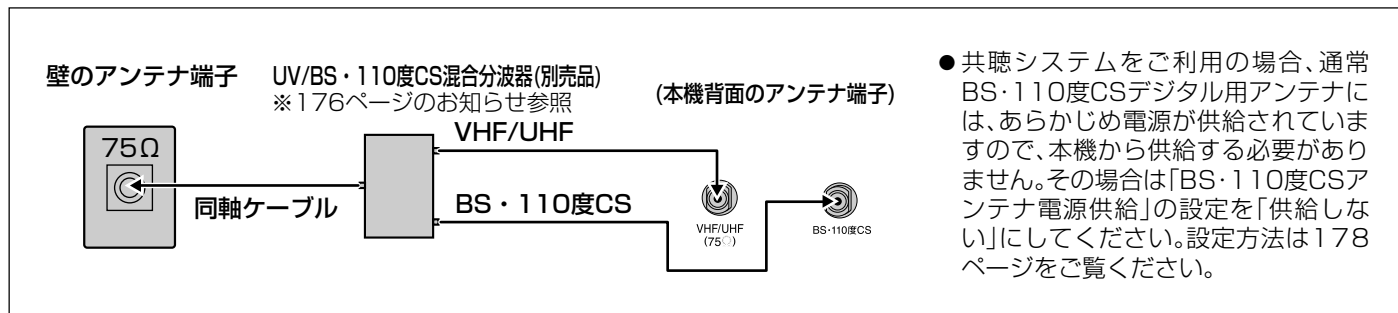 壁のアンテナ端子
UV/BS・110度CS混合分波器(別売品)
※176ページのお知らせ参照
(本機背面のアンテナ端子)
75Ω
VHF/UHF
同軸ケーブル
BS・110度CS
VHF/UHF
(75Ω)
BS・110度CS
●共聴システムをご利用の場合、通常
BS・110度CSデジタル用アンテナに
は、あらかじめ電源が供給されていま
すので、本機から供給する必要があり
ません。その場合は「BS・110度CSア
ンテナ電源供給」の設定を「供給しな
い」にしてください。設定方法は178
ページをご覧ください。